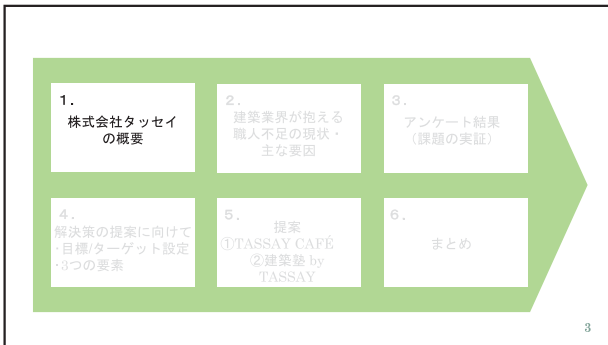 1.
株式会社タッセイ
の概要
2.
建築業界が抱える
職人不足の現状・
主な要因
3.
アンケート結果
（課題の実証）
4.
解決策の提案に向けて
・目標/ターゲット設定
・3つの要素
5.
提案
①TASSAY CAFÉ
②建築塾 by
TASSAY
6.
まとめ
3